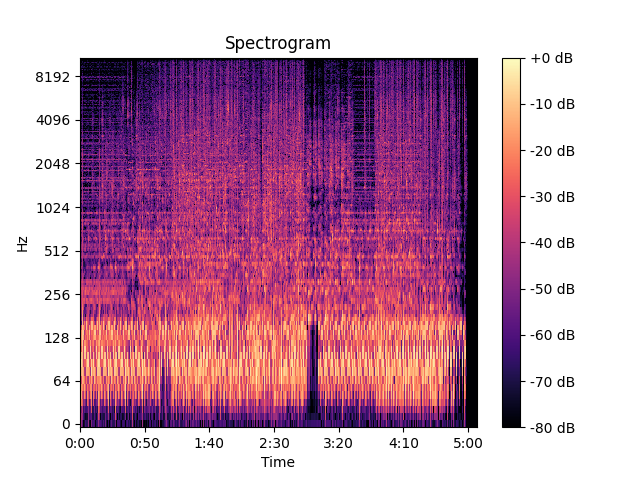 Spectrogram
8192
4096
2048
1024
512
256
128
64
0
Hz
0:00 0:50 1:40 2:30 3:20 4:10 5:00
Time
+0 dB
-10 dB
-20 dB
-30 dB
-40 dB
-50 dB
-60 dB
-70 dB
-80 dB